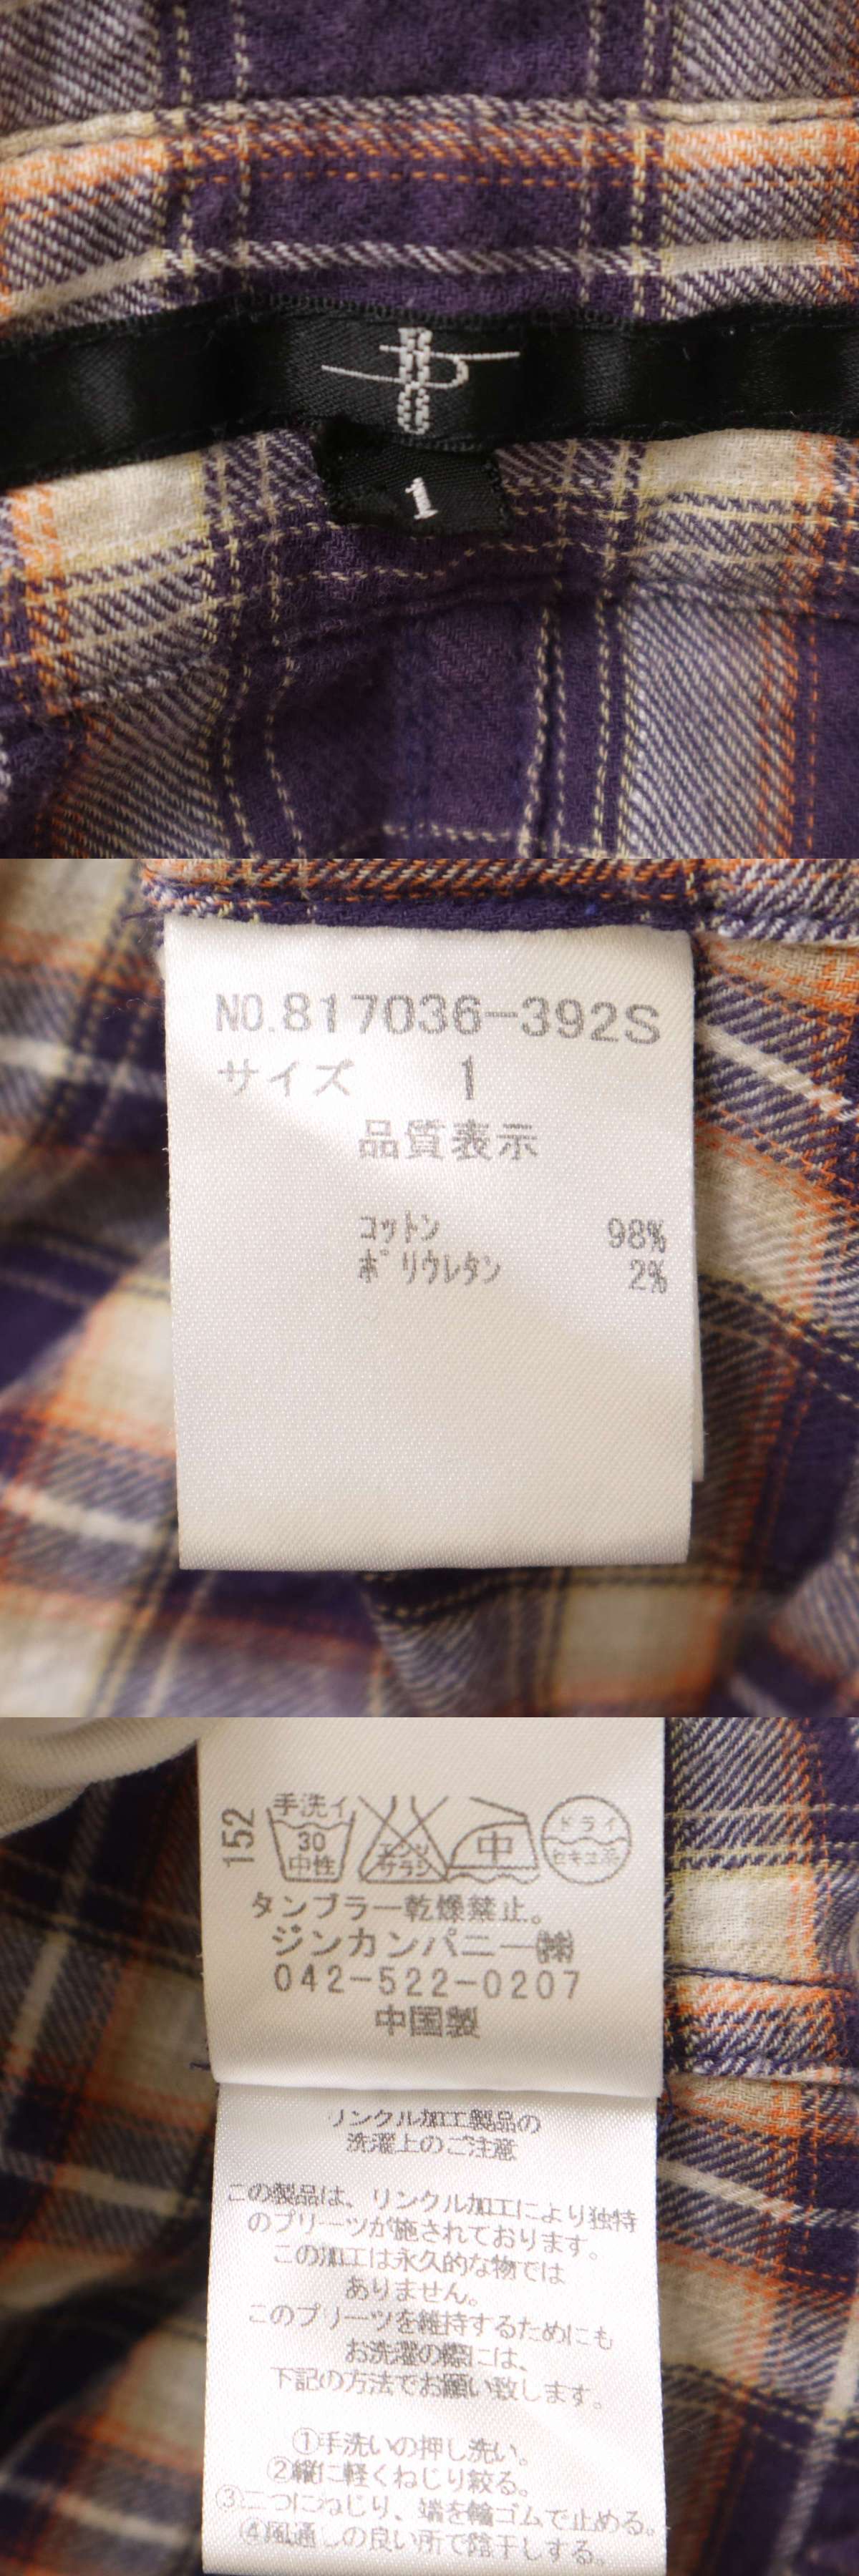 1
NO.817036-392S
サイズ 1
品質表示
コットン 98%
ポリウレタン 2%
152
手洗イ
30
中性
エンソ
サラシ
中
ドライ
セキユ系
タンブラー乾燥禁止。
ジンカンパニー㈱
042-522-0207
中国製
リンクル加工製品の
洗濯上のご注意
この製品は、リンクル加工により独特
のプリーツが施されております。
この加工は永久的な物では
ありません。
このプリーツを維持するためにも
お洗濯の際には、
下記の方法でお願い致します。
①手洗いの押し洗い。
②縦に軽くねじり絞る。
③二つにねじり、端を輪ゴムで止める。
④風通しの良い所で陰干しする。